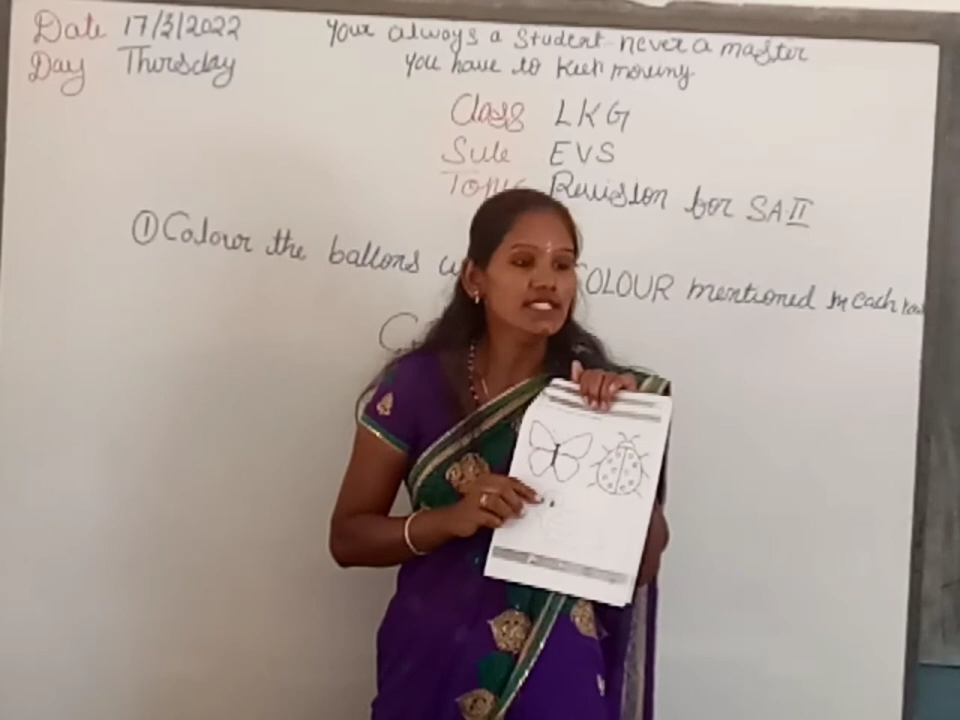 Date 17/3/2022
Day Thursday
Your always a student never a master
You have to keep moving
Class LKG
Sule EVS
Topic Revision for SA-II
① Colour the ballons COLOUR mentioned in each